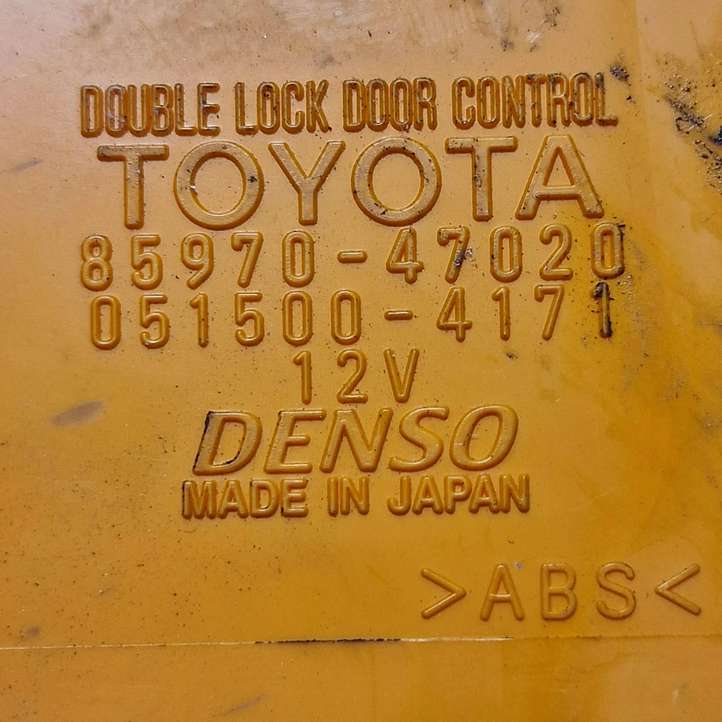 DOUBLE LOCK DOOR CONTROL
TOYOTA
85970-47020
051500-4171
12V
DENSO
MADE IN JAPAN
>ABS<